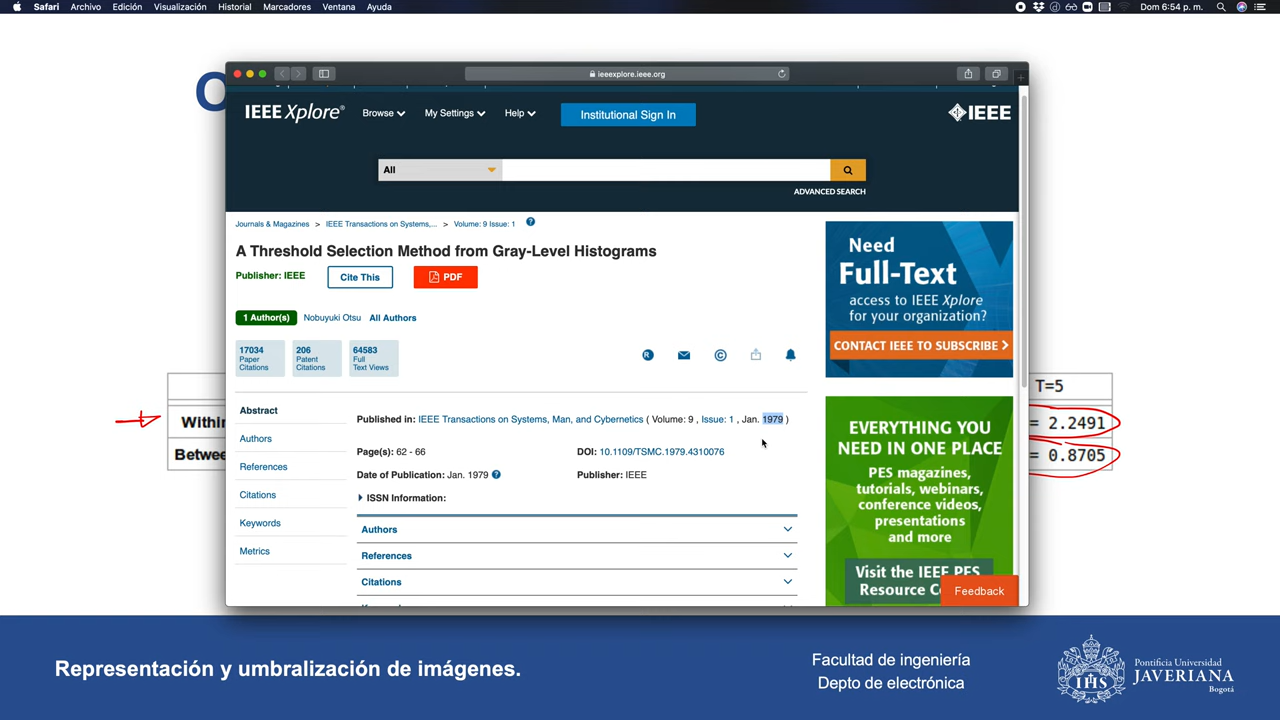 Safari Archivo Edición Visualización Historial Marcadores Ventana Ayuda Dom 6:54 p. m.
ieeexplore.ieee.org
IEEE Xplore® Browse My Settings Help Institutional Sign In IEEE
All
ADVANCED SEARCH
Journals & Magazines > IEEE Transactions on Systems,... > Volume: 9 Issue: 1 ?
A Threshold Selection Method from Gray-Level Histograms
Publisher: IEEE Cite This PDF
1 Author(s) Nobuyuki Otsu All Authors
17034 206 64583
Paper Patent Full
Citations Citations Text Views
Abstract
Authors
References
Citations
Keywords
Metrics
Published in: IEEE Transactions on Systems, Man, and Cybernetics ( Volume: 9 , Issue: 1 , Jan. 1979 )
Page(s): 62 - 66 DOI: 10.1109/TSMC.1979.4310076
Date of Publication: Jan. 1979 ? Publisher: IEEE
ISSN Information:
Authors
References
Citations
Need
Full-Text
access to IEEE Xplore
for your organization?
CONTACT IEEE TO SUBSCRIBE >
EVERYTHING YOU
NEED IN ONE PLACE
PES magazines,
tutorials, webinars,
conference videos,
presentations
and more
Visit the IEEE PES
Resource C
Feedback
T=5
Within
= 2.2491
Betwee
= 0.8705
Representación y umbralización de imágenes.
Facultad de ingeniería
Depto de electrónica
IHS
Pontificia Universidad
JAVERIANA
Bogotá